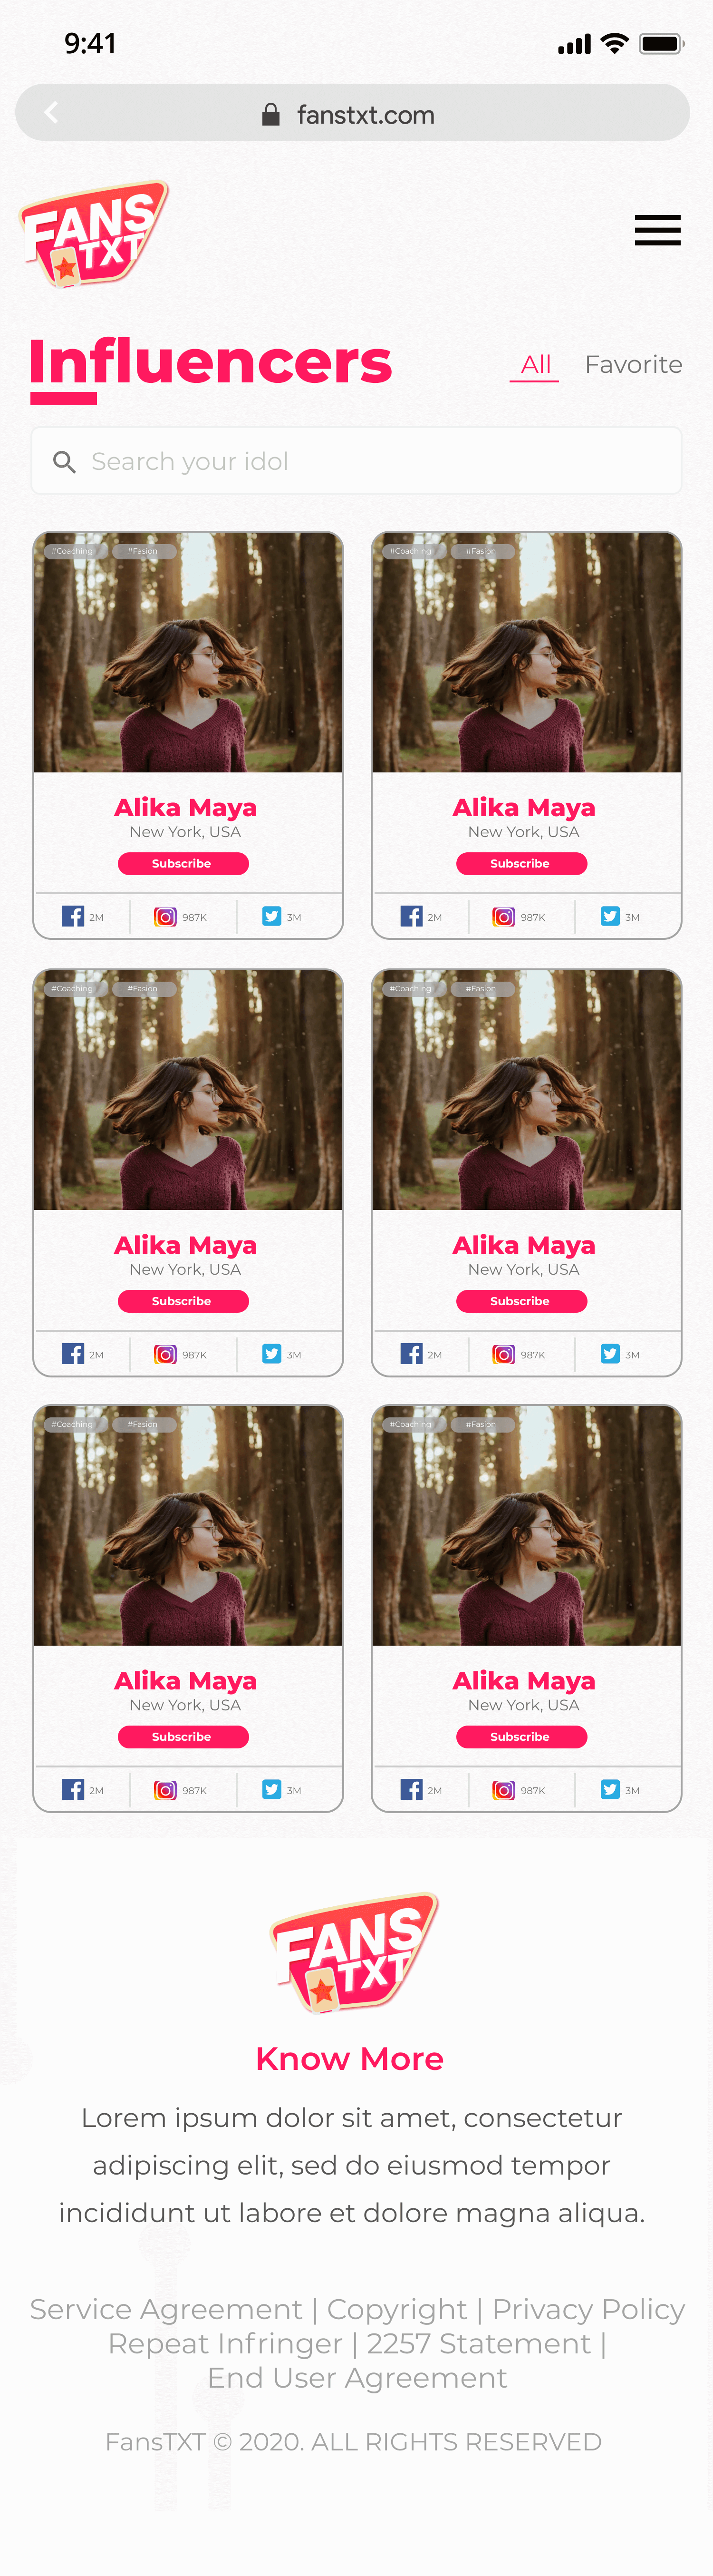 9:41
fanstxt.com
FANS
TXT
Influencers
All Favorite
Search your idol
#Coaching #Fasion #Coaching #Fasion
Alika Maya Alika Maya
New York, USA New York, USA
Subscribe Subscribe
2M 987K 3M 2M 987K 3M
#Coaching #Fasion #Coaching #Fasion
Alika Maya Alika Maya
New York, USA New York, USA
Subscribe Subscribe
2M 987K 3M 2M 987K 3M
#Coaching #Fasion #Coaching #Fasion
Alika Maya Alika Maya
New York, USA New York, USA
Subscribe Subscribe
2M 987K 3M 2M 987K 3M
FANS
TXT
Know More
Lorem ipsum dolor sit amet, consectetur
adipiscing elit, sed do eiusmod tempor
incididunt ut labore et dolore magna aliqua.
Service Agreement | Copyright | Privacy Policy
Repeat Infringer | 2257 Statement |
End User Agreement
FansTXT © 2020. ALL RIGHTS RESERVED